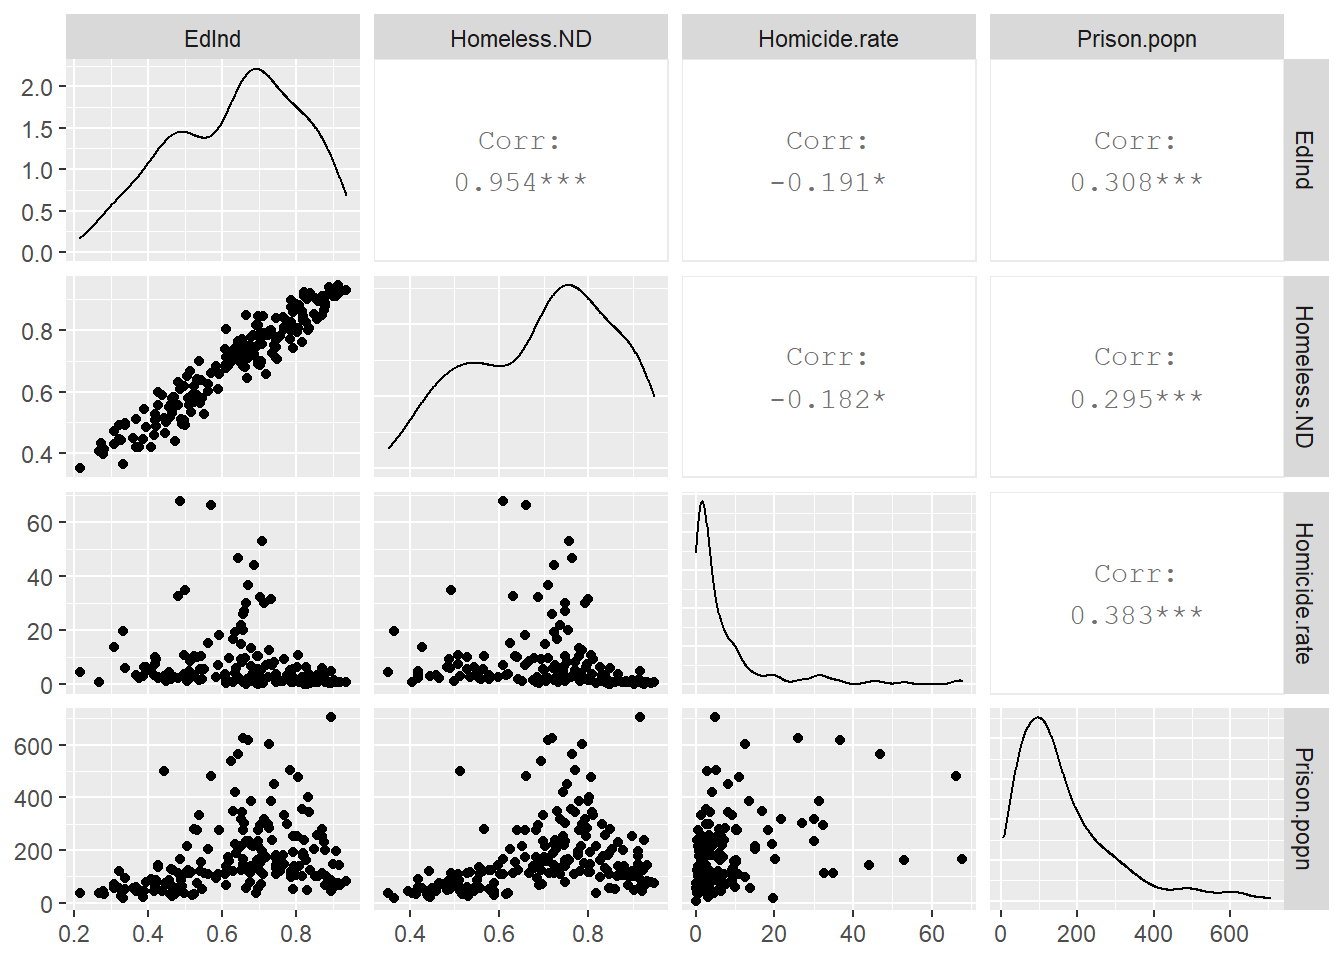 EdInd Homeless.ND Homicide.rate Prison.popn
2.0
1.5
1.0
0.5
0.0
Corr:
0.954***
Corr:
-0.191*
Corr:
0.308***
EdInd
0.8
0.6
0.4
Corr:
-0.182*
Corr:
0.295***
Homeless.ND
60
40
20
0
Corr:
0.383***
Homicide.rate
600
400
200
0
Prison.popn
0.2 0.4 0.6 0.8 0.4 0.6 0.8 0 20 40 60 0 200 400 600